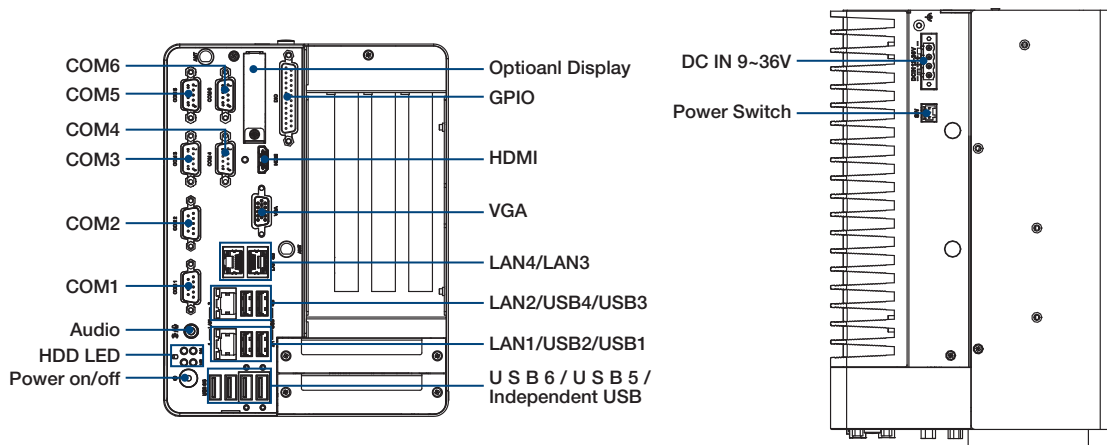 COM6
COM5
COM4
COM3
COM2
COM1
Audio
HDD LED
Power on/off
Optioanl Display
GPIO
HDMI
VGA
LAN4/LAN3
LAN2/USB4/USB3
LAN1/USB2/USB1
U S B 6 / U S B 5 /
Independent USB
DC IN 9~36V
Power Switch